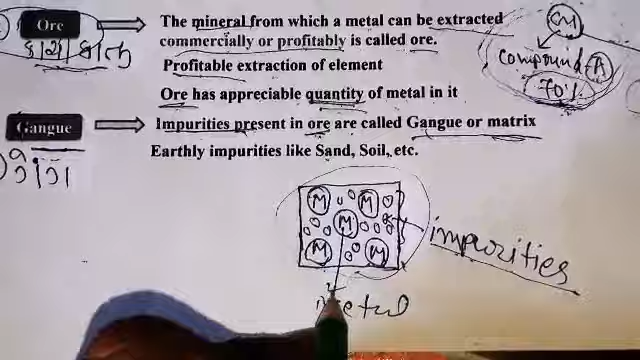 Ore
The mineral from which a metal can be extracted
commercially or profitably is called ore.
Profitable extraction of element
Ore has appreciable quantity of metal in it
M
compound A
70%
Gangue
Impurities present in ore are called Gangue or matrix
Earthly impurities like Sand, Soil, etc.
M M
M
M M
impurities
metal